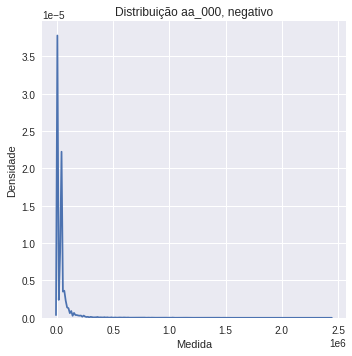 Distribuição aa_000, negativo
1e−5
3.5
3.0
2.5
2.0
1.5
1.0
0.5
0.0
Densidade
0.0 0.5 1.0 1.5 2.0 2.5
1e6
Medida